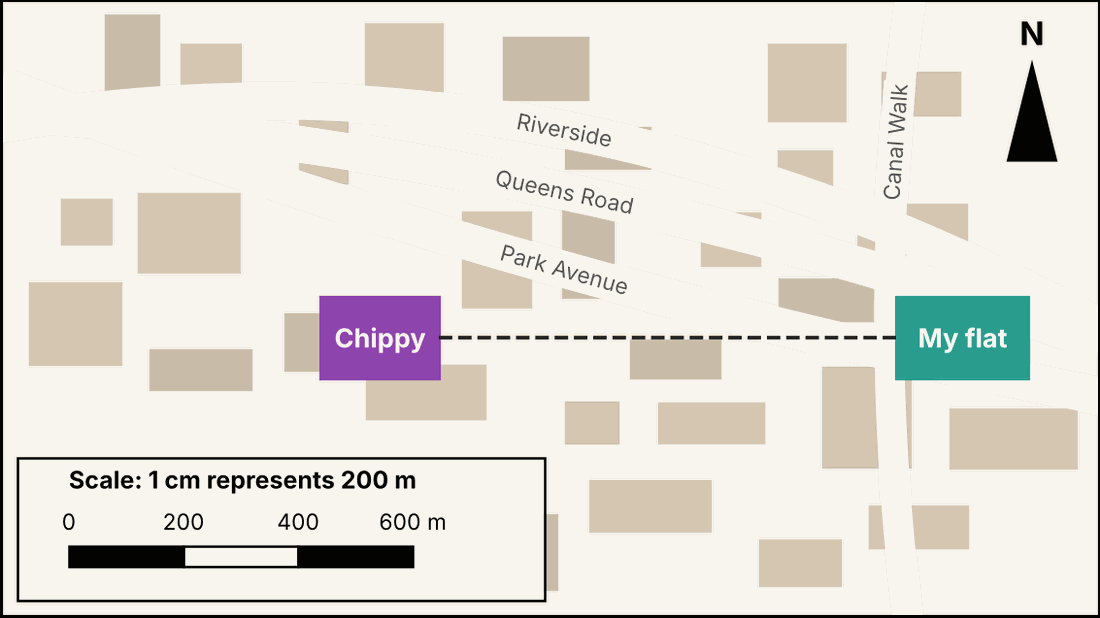 N
Riverside
Canal Walk
Queens Road
Park Avenue
Chippy
My flat
Scale: 1 cm represents 200 m
0 200 400 600 m